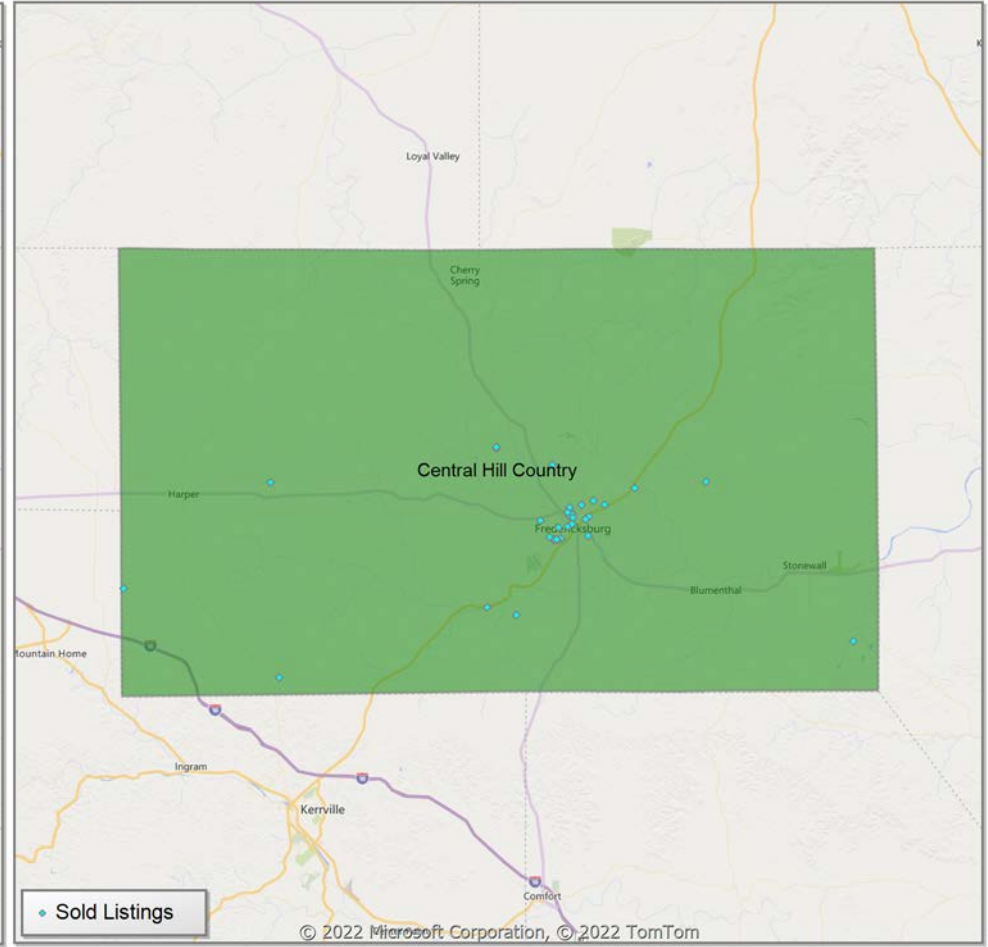 Loyal Valley
Cherry
Spring
Central Hill Country
Harper
Fredericksburg
Stonewall
Blumenthal
Mountain Home
Ingram
Kerrville
Comfort
Sold Listings
© 2022 Microsoft Corporation, © 2022 TomTom